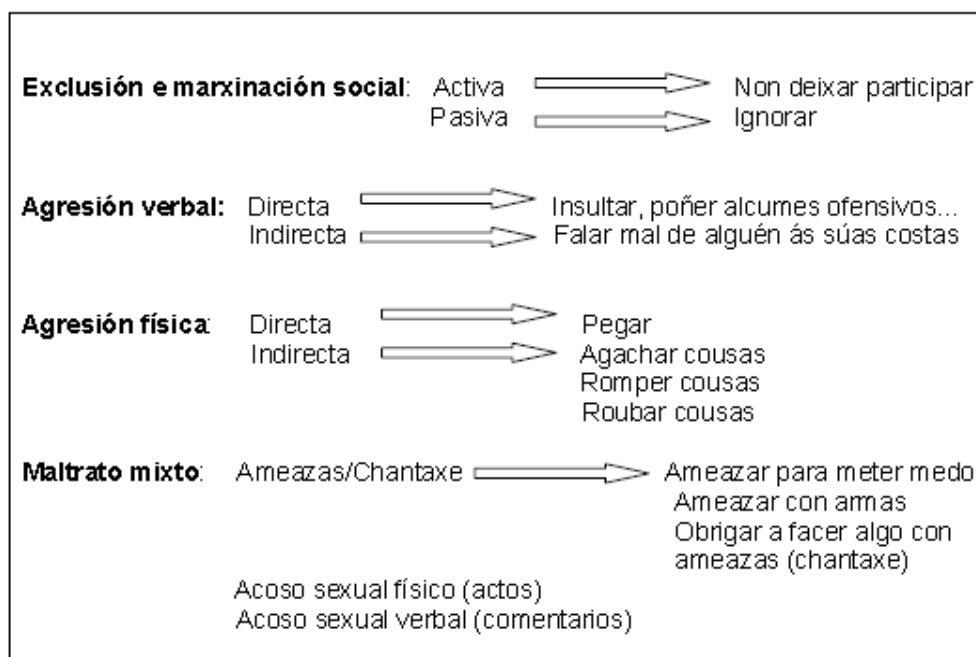 Exclusión e marxinación social: Activa Non deixar participar
Pasiva Ignorar
Agresión verbal: Directa Insultar, poñer alcumes ofensivos...
Indirecta Falar mal de alguén ás súas costas
Agresión física: Directa Pegar
Indirecta Agachar cousas
Romper cousas
Roubar cousas
Maltrato mixto: Ameazas/Chantaxe Ameazar para meter medo
Ameazar con armas
Obrigar a facer algo con
ameazas (chantaxe)
Acoso sexual físico (actos)
Acoso sexual verbal (comentarios)